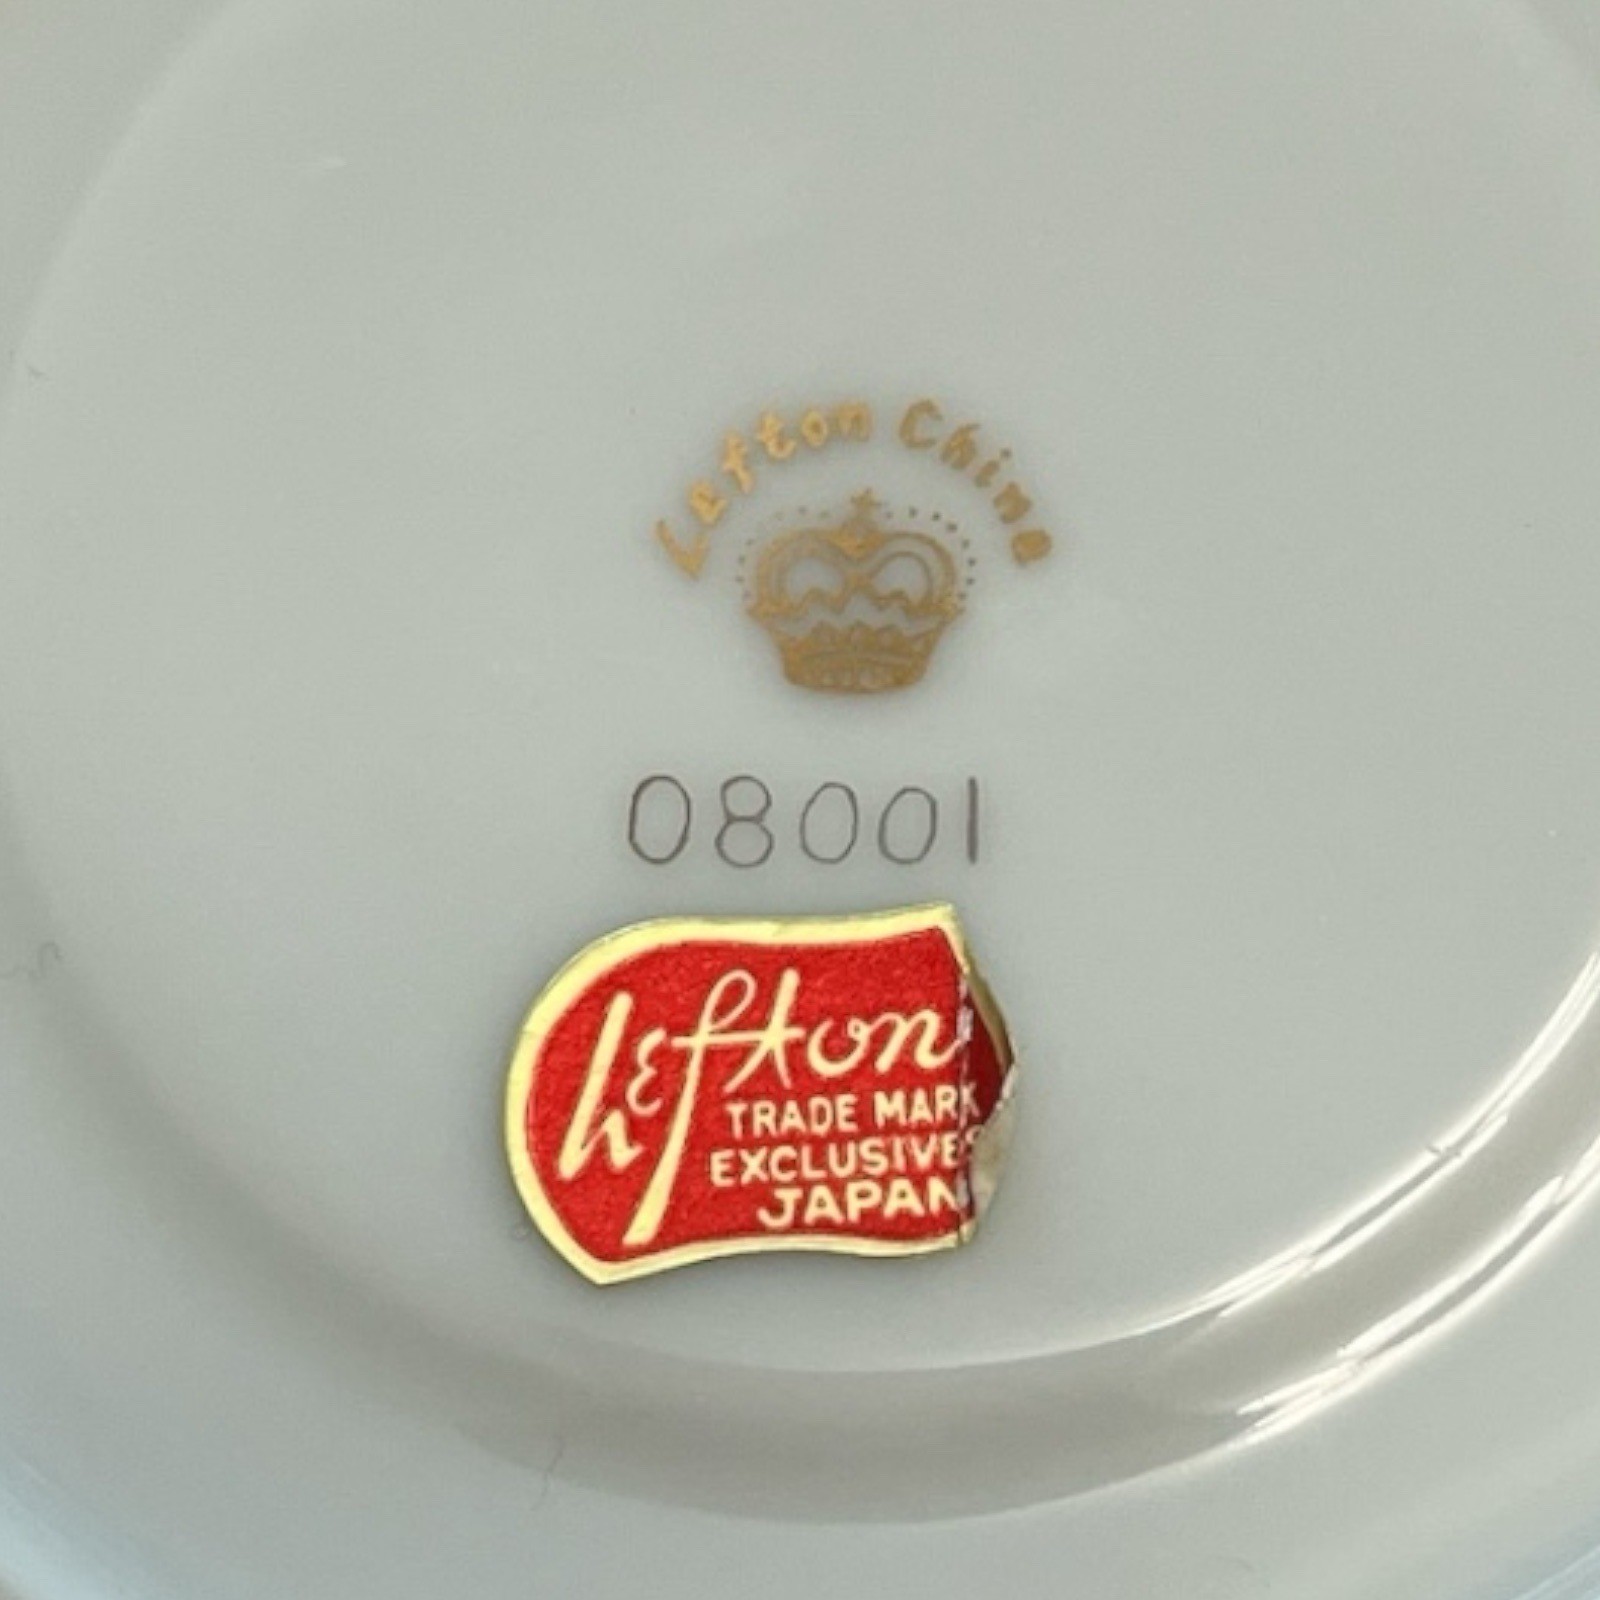 Lefton China
08001
Lefton
TRADE MARK
EXCLUSIVES
JAPAN